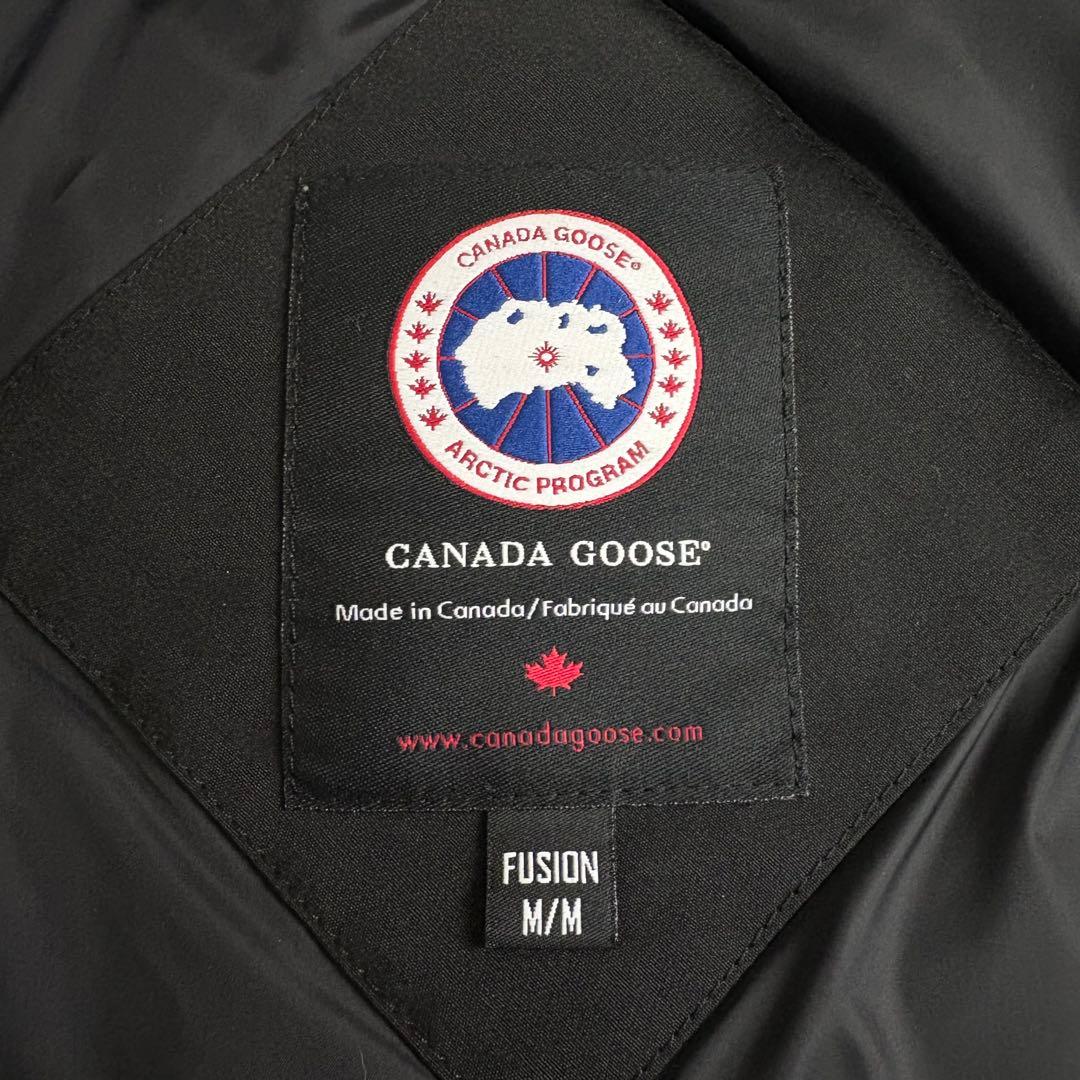 CANADA GOOSE®
ARCTIC PROGRAM
CANADA GOOSE®
Made in Canada/Fabriqué au Canada
www.canadagoose.com
FUSION
M/M